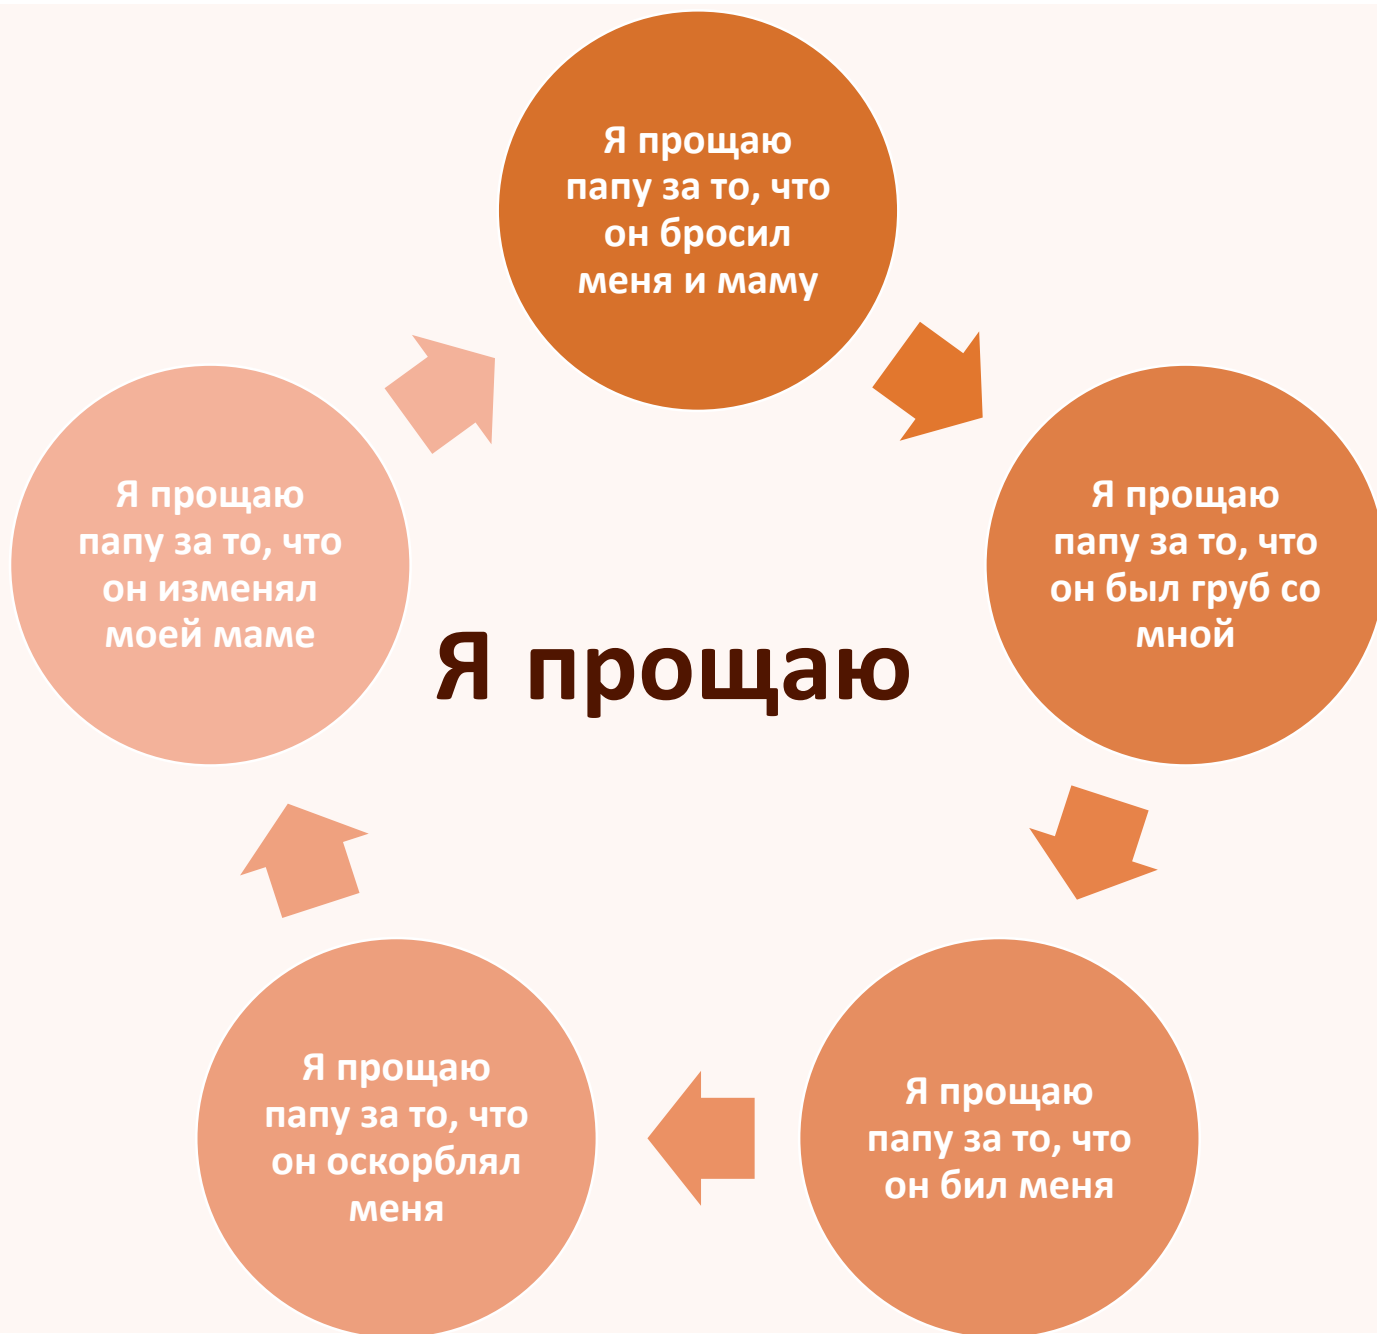 Я прощаю
папу за то, что
он бросил
меня и маму
Я прощаю
папу за то, что
он был груб со
мной
Я прощаю
папу за то, что
он бил меня
Я прощаю
папу за то, что
он оскорблял
меня
Я прощаю
папу за то, что
он изменял
моей маме
Я прощаю